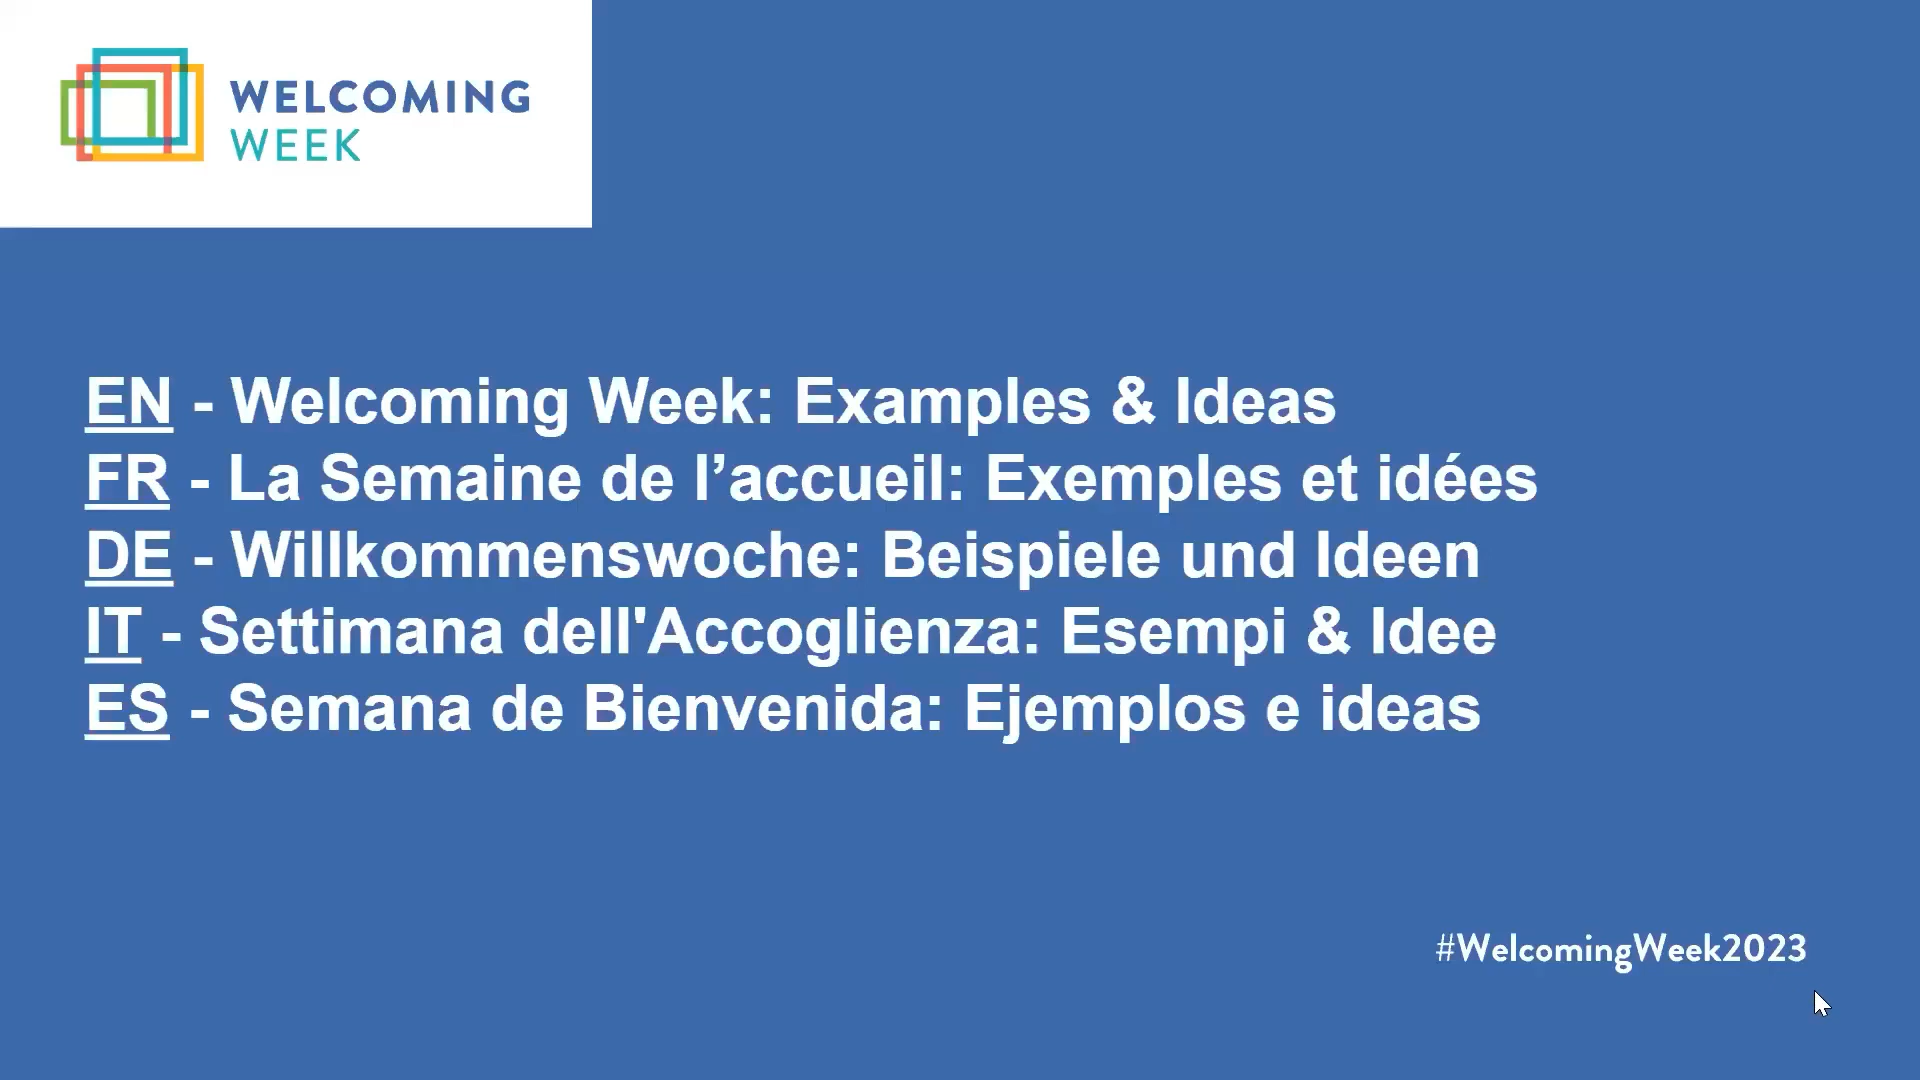 WELCOMING
WEEK
EN - Welcoming Week: Examples & Ideas
FR - La Semaine de l’accueil: Exemples et idées
DE - Willkommenswoche: Beispiele und Ideen
IT - Settimana dell'Accoglienza: Esempi & Idee
ES - Semana de Bienvenida: Ejemplos e ideas
#WelcomingWeek2023